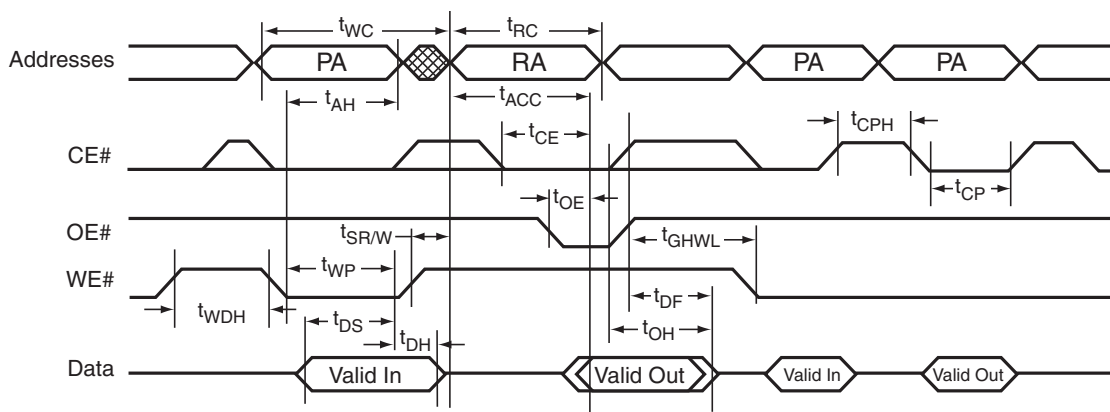 tWC
tRC
Addresses
PA
RA
PA
PA
tAH
tACC
tCE
tCPH
CE#
tOE
tCP
OE#
tSR/W
tGHWL
tWP
WE#
tWDH
tDS
tDF
tDH
tOH
Data
Valid In
Valid Out
Valid In
Valid Out